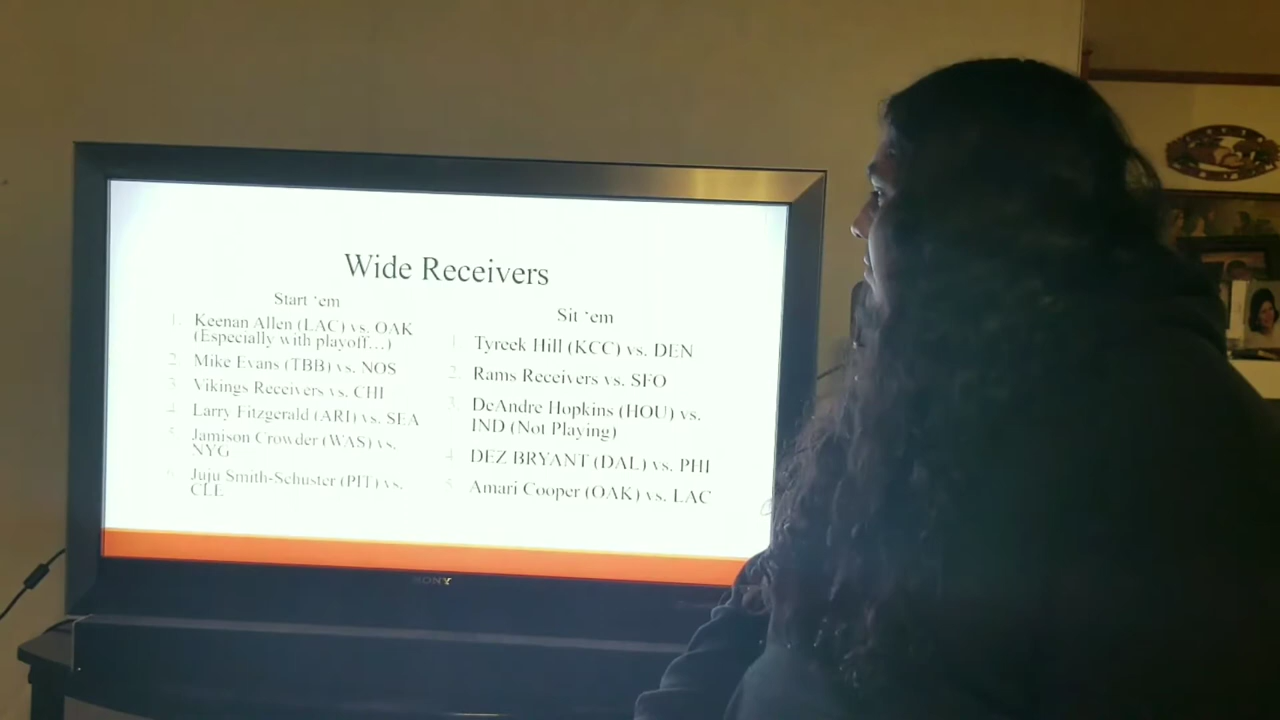 Wide Receivers
Start ‘em
1. Keenan Allen (LAC) vs. OAK
(Especially with playoff…)
2. Mike Evans (TBB) vs. NOS
3. Vikings Receivers vs. CHI
4. Larry Fitzgerald (ARI) vs. SEA
5. Jamison Crowder (WAS) vs.
NYG
6. Juju Smith-Schuster (PIT) vs.
CLE
Sit ‘em
1. Tyreek Hill (KCC) vs. DEN
2. Rams Receivers vs. SFO
3. DeAndre Hopkins (HOU) vs.
IND (Not Playing)
4. DEZ BRYANT (DAL) vs. PHI
5. Amari Cooper (OAK) vs. LAC
SONY